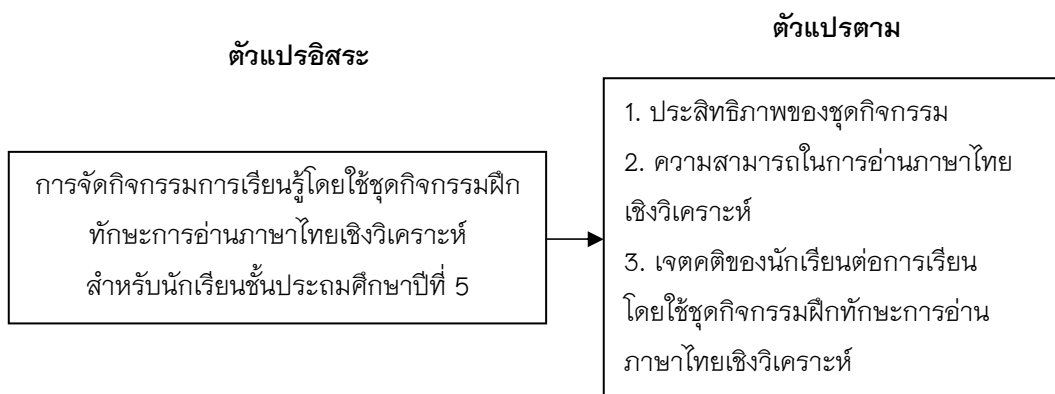 ตัวแปรอิสระ
การจัดกิจกรรมการเรียนรู้โดยใช้ชุดกิจกรรมฝึก
ทักษะการอ่านภาษาไทยเชิงวิเคราะห์
สำหรับนักเรียนชั้นประถมศึกษาปีที่ 5
ตัวแปรตาม
1. ประสิทธิภาพของชุดกิจกรรม
2. ความสามารถในการอ่านภาษาไทย
เชิงวิเคราะห์
3. เจตคติของนักเรียนต่อการเรียน
โดยใช้ชุดกิจกรรมฝึกทักษะการอ่าน
ภาษาไทยเชิงวิเคราะห์